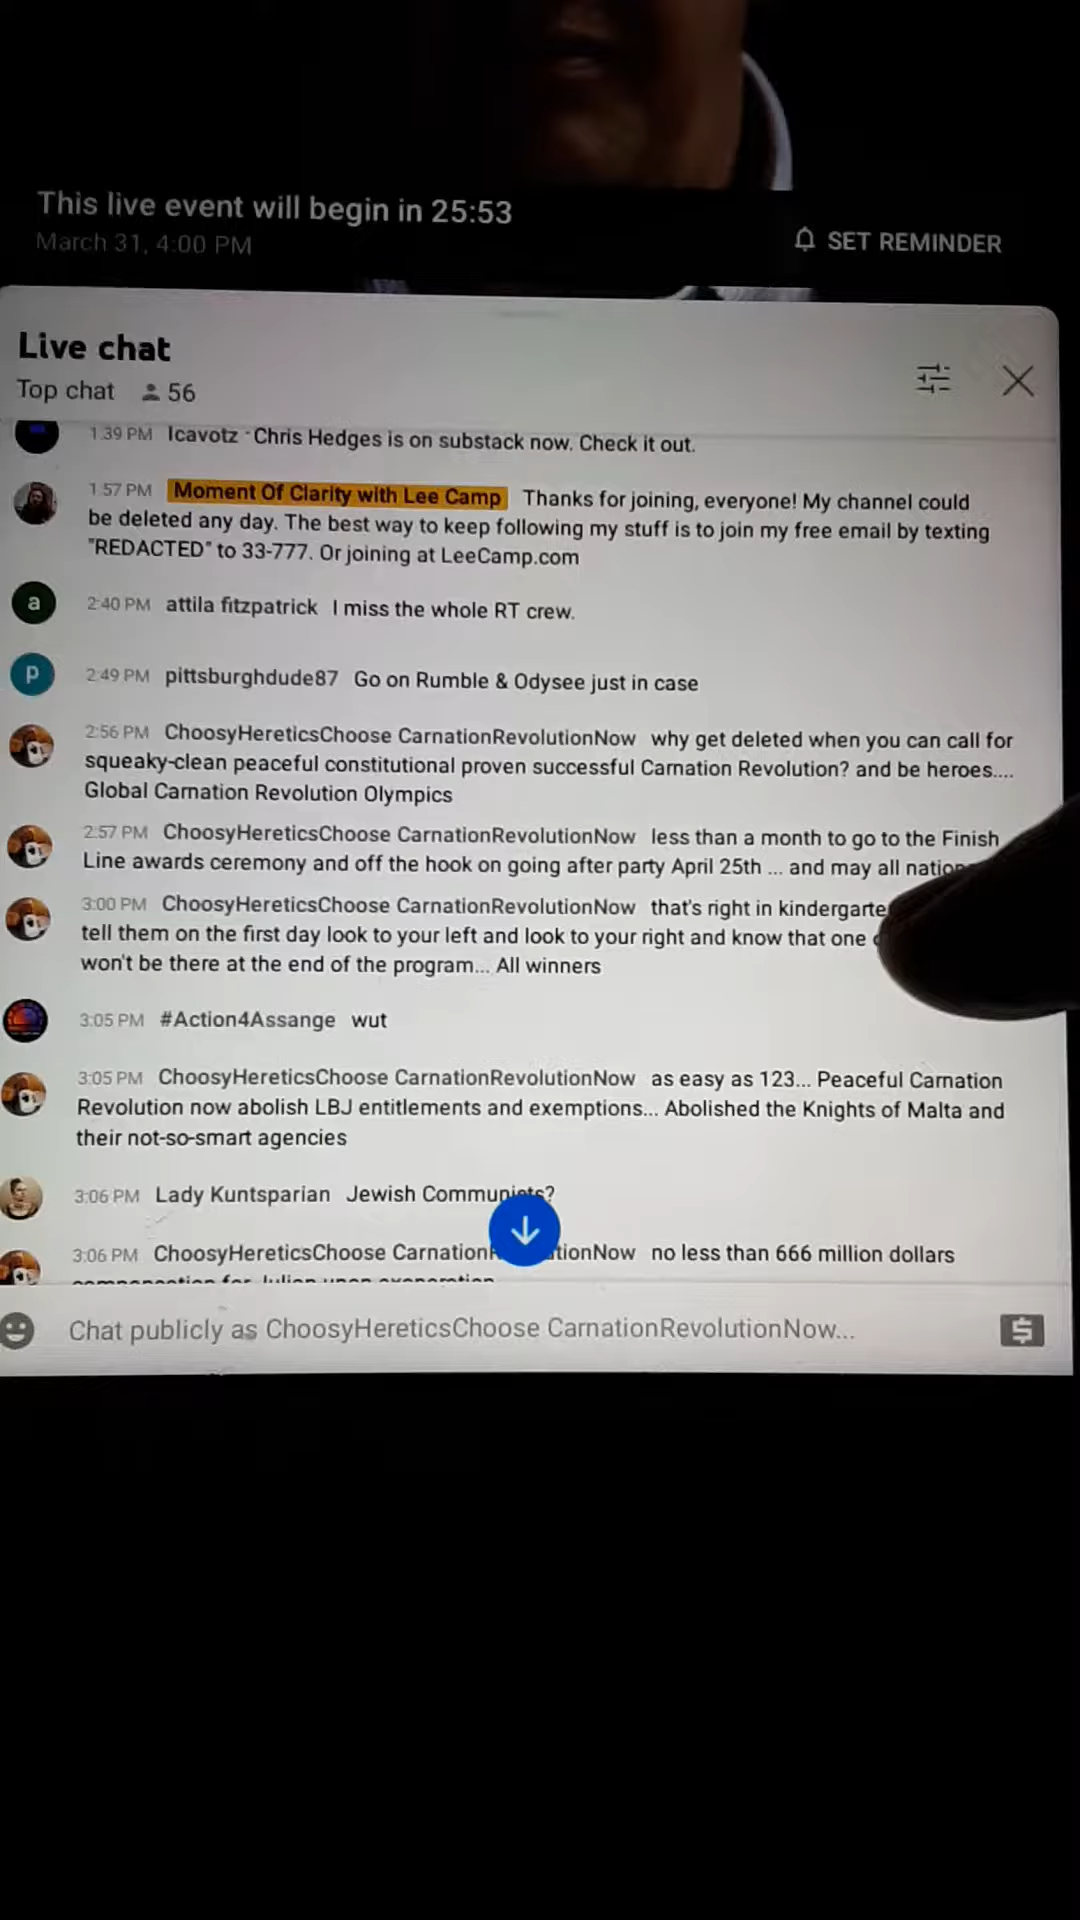 This live event will begin in 25:53
March 31, 4:00 PM
SET REMINDER
Live chat
Top chat 56
1:39 PM Icavotz - Chris Hedges is on substack now. Check it out.
1:57 PM Moment Of Clarity with Lee Camp Thanks for joining, everyone! My channel could
be deleted any day. The best way to keep following my stuff is to join my free email by texting
"REDACTED" to 33-777. Or joining at LeeCamp.com
a 2:40 PM attila fitzpatrick I miss the whole RT crew.
p 2:49 PM pittsburghdude87 Go on Rumble & Odysee just in case
2:56 PM ChoosyHereticsChoose CarnationRevolutionNow why get deleted when you can call for
squeaky-clean peaceful constitutional proven successful Carnation Revolution? and be heroes....
Global Carnation Revolution Olympics
2:57 PM ChoosyHereticsChoose CarnationRevolutionNow less than a month to go to the Finish
Line awards ceremony and off the hook on going after party April 25th ... and may all
3:00 PM ChoosyHereticsChoose CarnationRevolutionNow that's right in
tell them on the first day look to your left and look to your right and know that one
won't be there at the end of the program... All winners
3:05 PM #Action4Assange wut
3:05 PM ChoosyHereticsChoose CarnationRevolutionNow as easy as 123... Peaceful Carnation
Revolution now abolish LBJ entitlements and exemptions... Abolished the Knights of Malta and
their not-so-smart agencies
3:06 PM Lady Kuntsparian Jewish Communists?
3:06 PM ChoosyHereticsChoose CarnationRevolutionNow no less than 666 million dollars
Chat publicly as ChoosyHereticsChoose CarnationRevolutionNow...